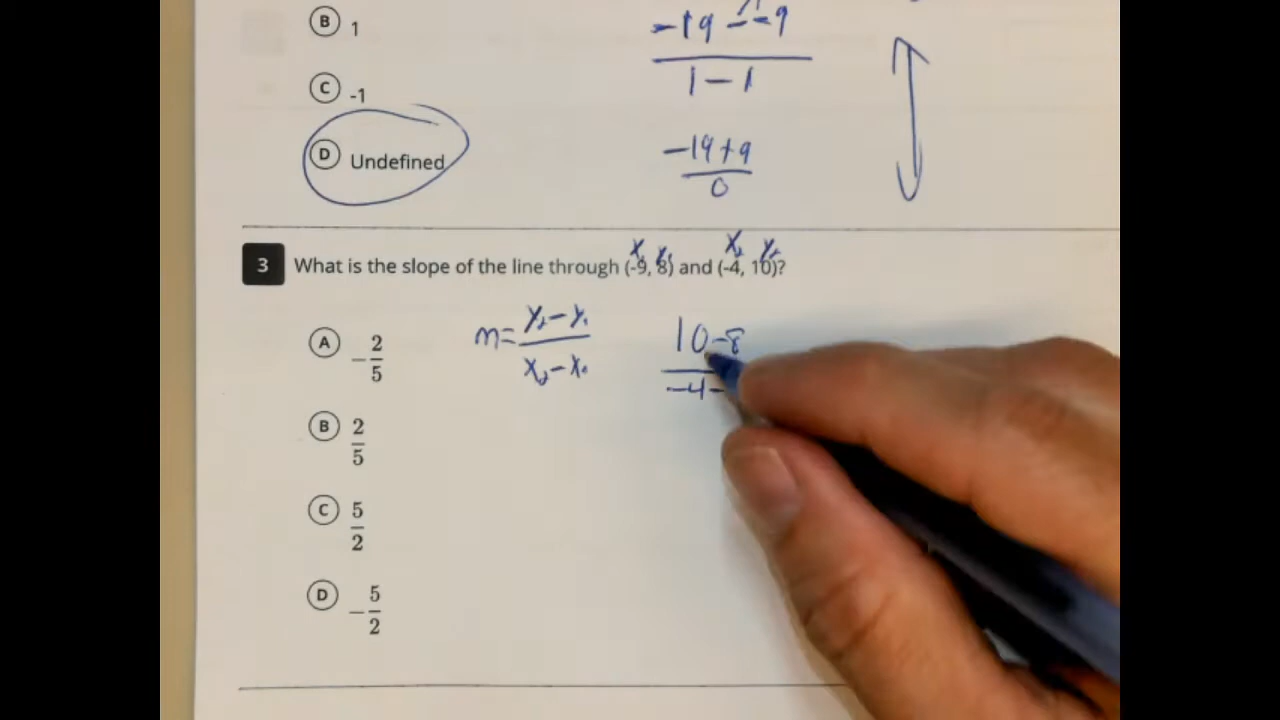 B 1
-19 - -9
1 - 1
C -1
D Undefined
-19+9
0
3 What is the slope of the line through (-9, 8) and (-4, 10)?
x₁ y₁ x₂ y₂
A -2/5
m= y₂-y₁
x₂-x₁
10-8
-4-
B 2/5
C 5/2
D -5/2